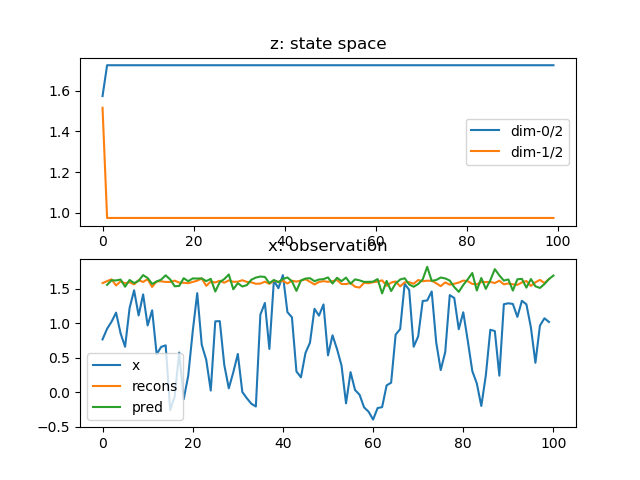 z: state space
1.6
1.4
1.2
1.0
dim-0/2
dim-1/2
0 20 40 60 80 100
x: observation
1.5
1.0
0.5
0.0
−0.5
x
recons
pred
0 20 40 60 80 100